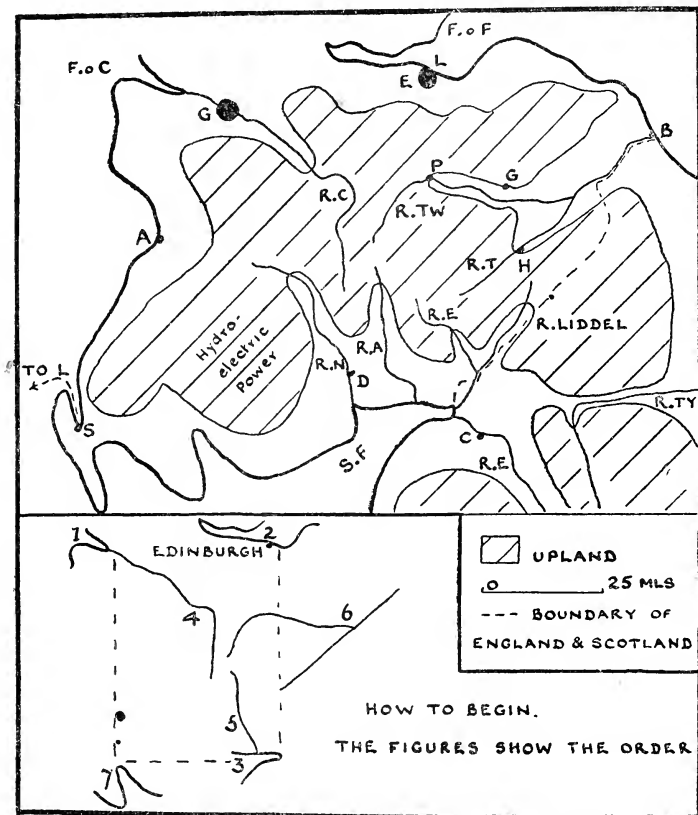 F. o F
F. o C
L
E
G
B
P
G
R.C
R.TW
A
R.T
H
R.E
R.LIDDEL
Hydro-
electric
Power
R.A
R.N
D
TO L
R.TY
S
C
S.F
R.E
1
2
EDINBURGH
4
6
5
3
7
UPLAND
0 25 MLS
--- BOUNDARY OF
ENGLAND & SCOTLAND
HOW TO BEGIN.
THE FIGURES SHOW THE ORDER